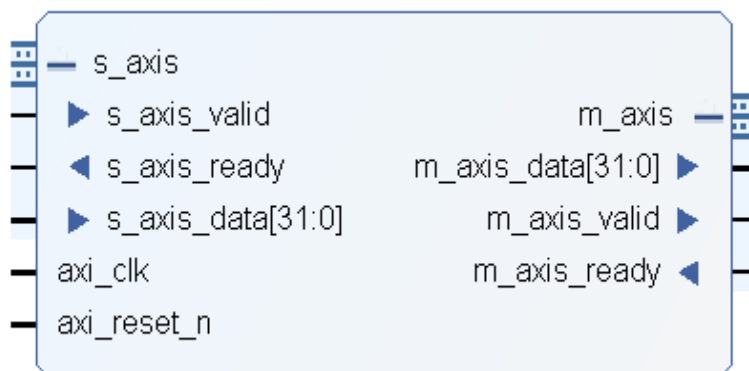 s_axis
s_axis_valid
s_axis_ready
s_axis_data[31:0]
axi_clk
axi_reset_n
m_axis
m_axis_data[31:0]
m_axis_valid
m_axis_ready